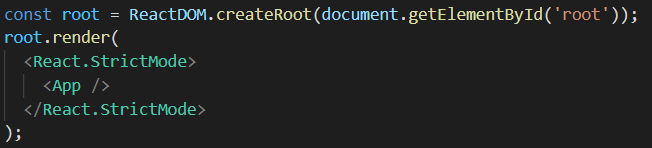 const root = ReactDOM.createRoot(document.getElementById('root'));
root.render(
  <React.StrictMode>
    <App />
  </React.StrictMode>
);